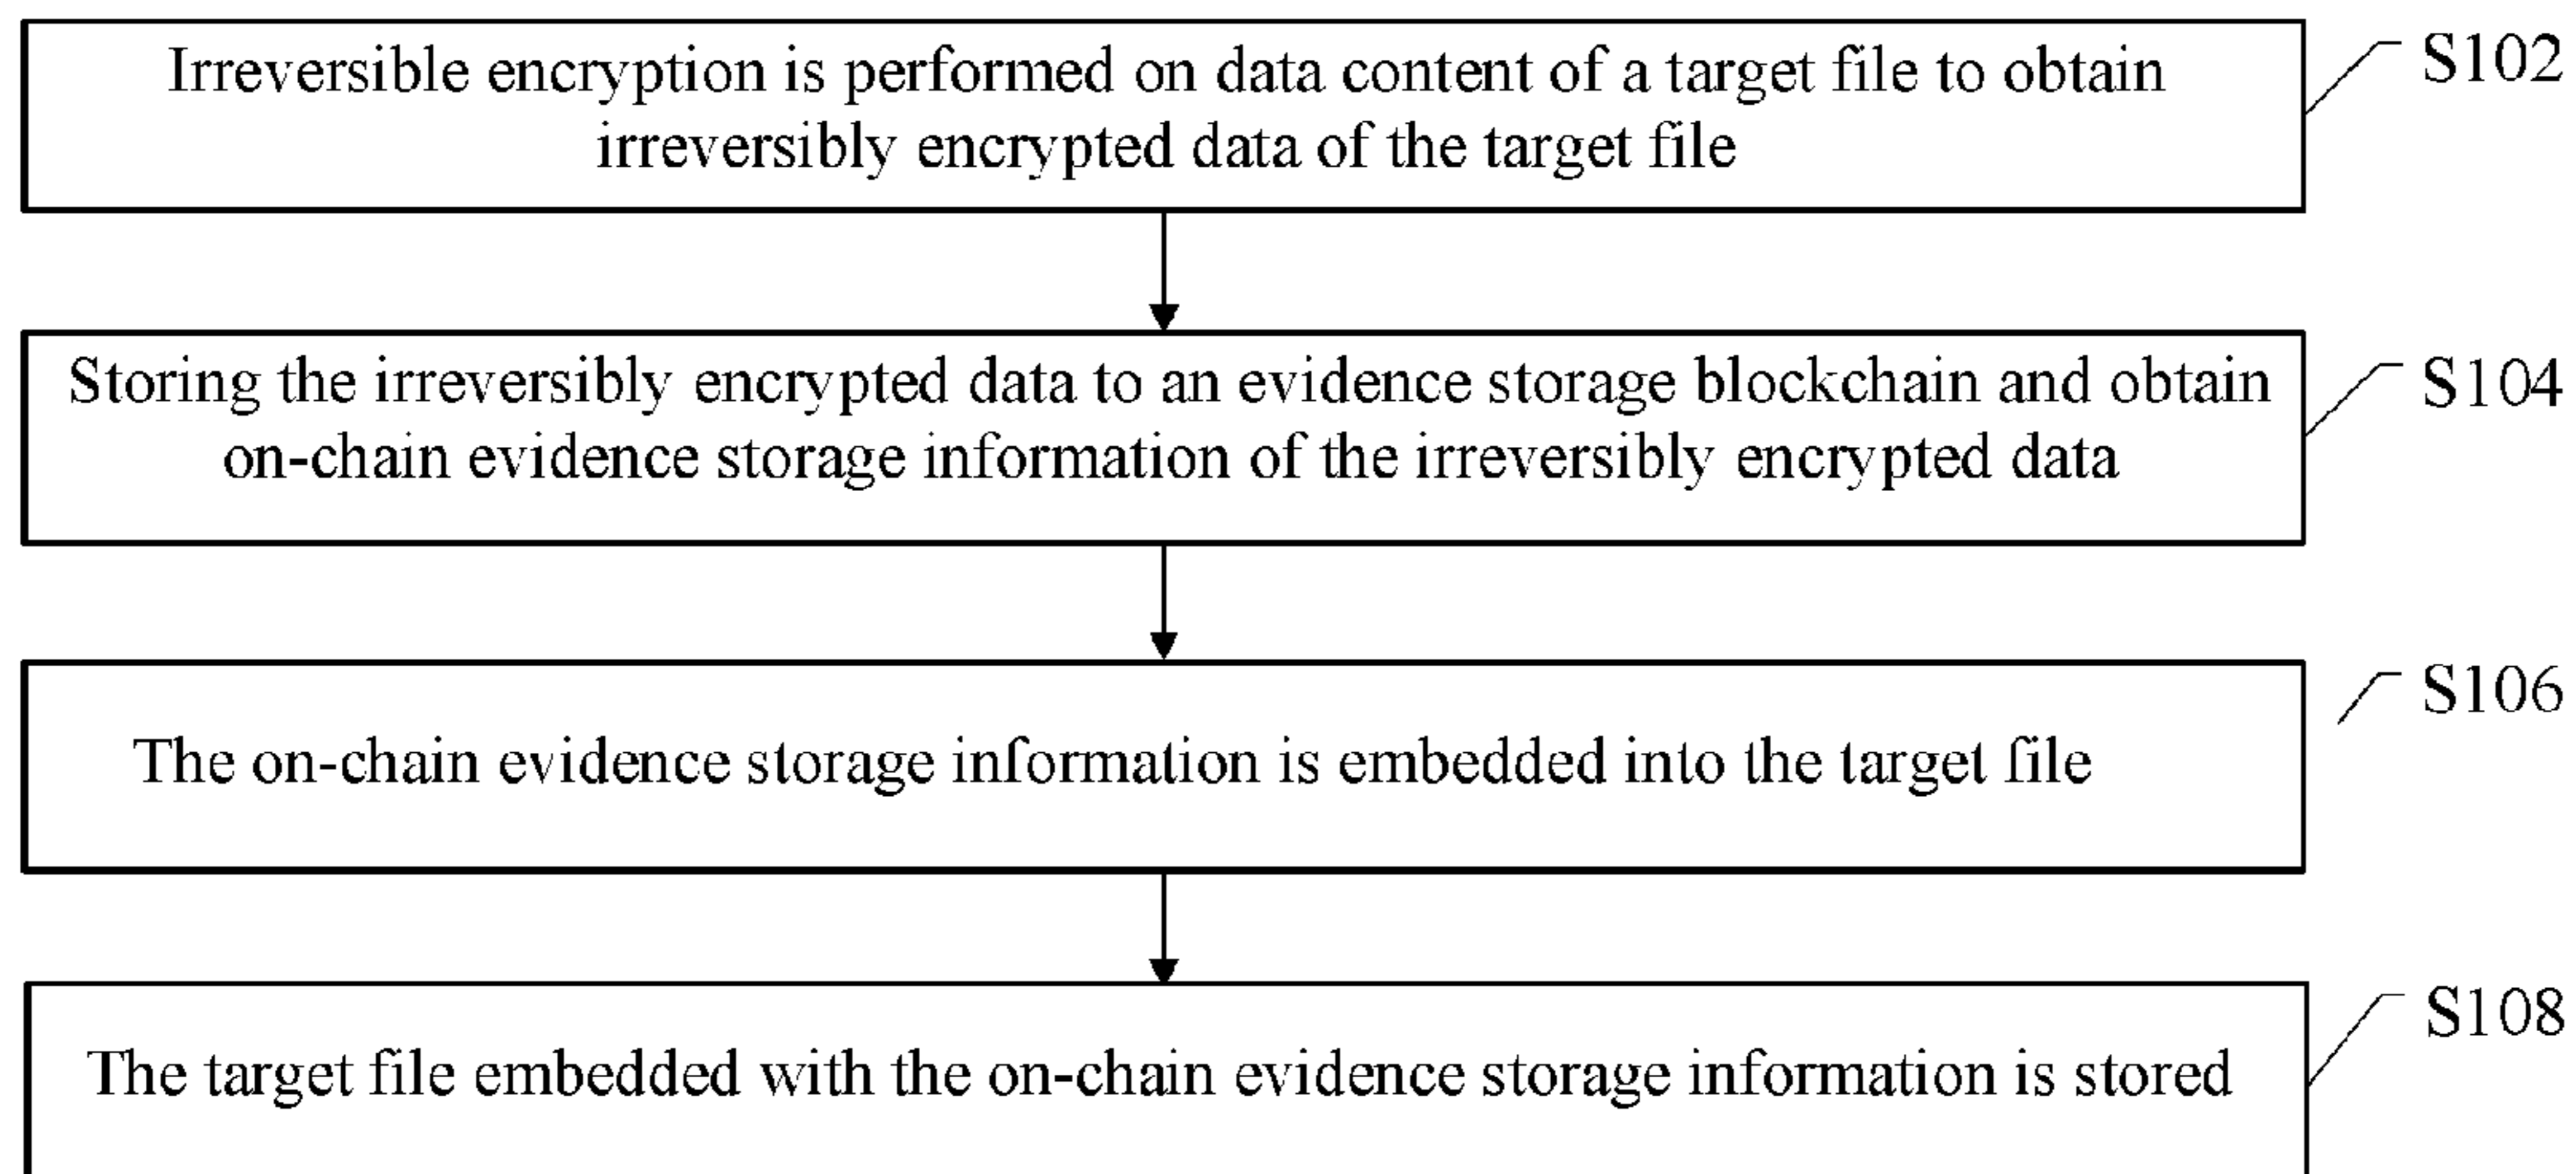 Irreversible encryption is performed on data content of a target file to obtain
irreversibly encrypted data of the target file
S102
Storing the irreversibly encrypted data to an evidence storage blockchain and obtain
on-chain evidence storage information of the irreversibly encrypted data
S104
The on-chain evidence storage information is embedded into the target file
S106
The target file embedded with the on-chain evidence storage information is stored
S108